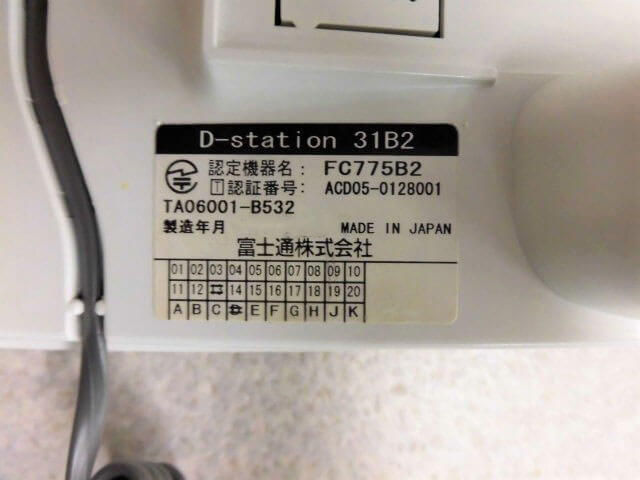 D-station 31B2
認定機器名： FC775B2
T 認証番号： ACD05-0128001
TA06001-B532
製造年月 MADE IN JAPAN
富士通株式会社
01 02 03 04 05 06 07 08 09 10
11 12 14 15 16 17 18 19 20
A B C E F G H J K